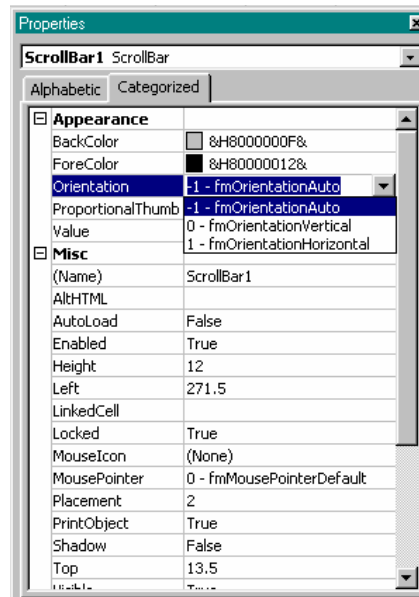 Properties
ScrollBar1 ScrollBar
Alphabetic Categorized
Appearance
BackColor &H8000000F&
ForeColor &H80000012&
Orientation -1 - fmOrientationAuto
ProportionalThumb -1 - fmOrientationAuto
Value 0 - fmOrientationVertical
1 - fmOrientationHorizontal
Misc
(Name) ScrollBar1
AltHTML
AutoLoad False
Enabled True
Height 12
Left 271.5
LinkedCell
Locked True
MouseIcon (None)
MousePointer 0 - fmMousePointerDefault
Placement 2
PrintObject True
Shadow False
Top 13.5